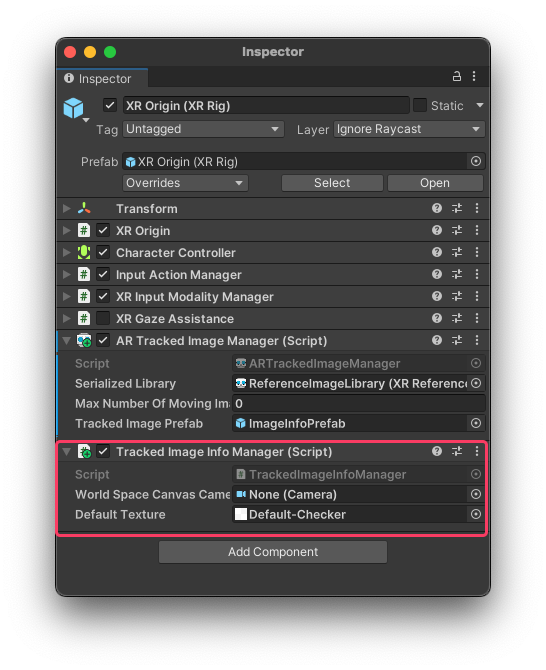 Inspector
Inspector
XR Origin (XR Rig) Static
Tag Untagged Layer Ignore Raycast
Prefab XR Origin (XR Rig)
Overrides Select Open
Transform
XR Origin
Character Controller
Input Action Manager
XR Input Modality Manager
XR Gaze Assistance
AR Tracked Image Manager (Script)
Script ARTrackedImageManager
Serialized Library ReferenceImageLibrary (XR Reference
Max Number Of Moving Ima 0
Tracked Image Prefab ImageInfoPrefab
Tracked Image Info Manager (Script)
Script TrackedImageInfoManager
World Space Canvas Came None (Camera)
Default Texture Default-Checker
Add Component